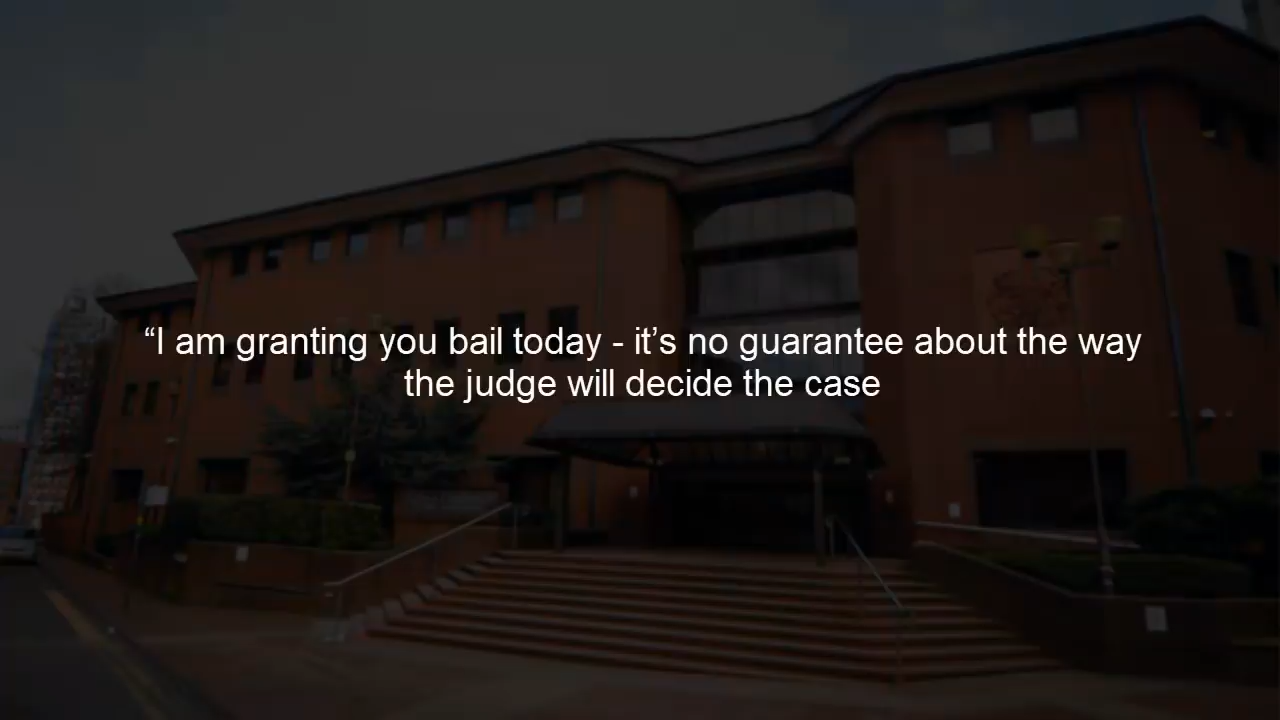 “I am granting you bail today - it’s no guarantee about the way
the judge will decide the case